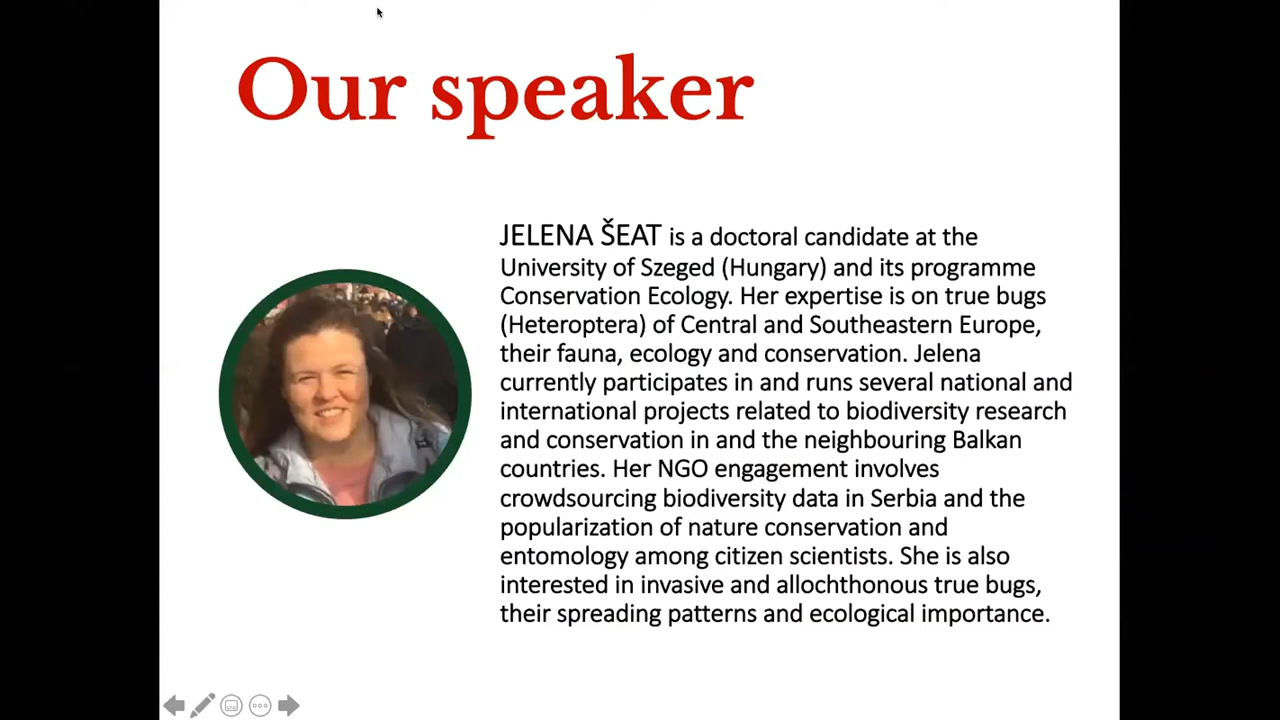 Our speaker
JELENA ŠEAT is a doctoral candidate at the
University of Szeged (Hungary) and its programme
Conservation Ecology. Her expertise is on true bugs
(Heteroptera) of Central and Southeastern Europe,
their fauna, ecology and conservation. Jelena
currently participates in and runs several national and
international projects related to biodiversity research
and conservation in and the neighbouring Balkan
countries. Her NGO engagement involves
crowdsourcing biodiversity data in Serbia and the
popularization of nature conservation and
entomology among citizen scientists. She is also
interested in invasive and allochthonous true bugs,
their spreading patterns and ecological importance.